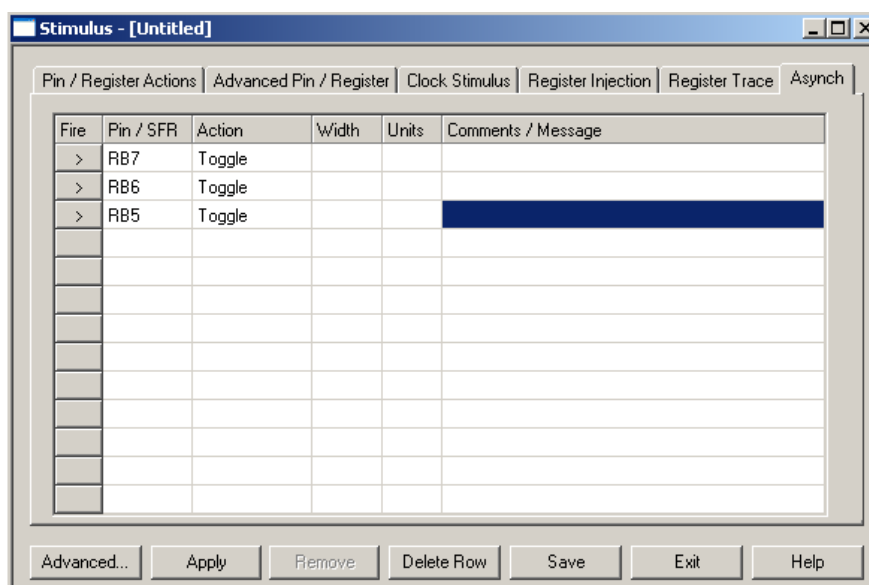 Stimulus - [Untitled]
Pin / Register Actions Advanced Pin / Register Clock Stimulus Register Injection Register Trace Asynch
Fire Pin / SFR Action Width Units Comments / Message
> RB7 Toggle
> RB6 Toggle
> RB5 Toggle
Advanced... Apply Remove Delete Row Save Exit Help